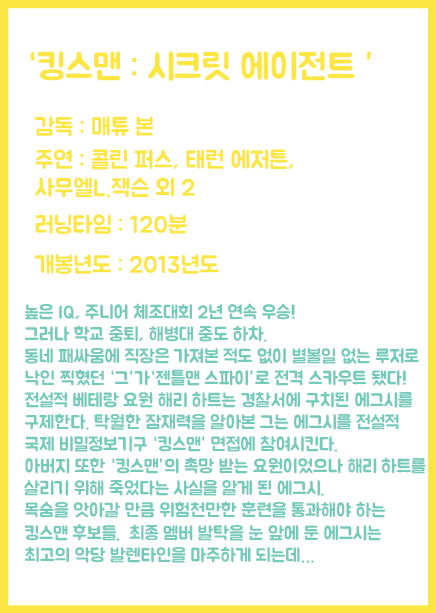 '킹스맨 : 시크릿 에이전트 '
감독 : 매튜 본
주연 : 콜린 퍼스, 태런 에저튼,
사무엘L.잭슨 외 2
러닝타임 : 120분
개봉년도 : 2013년도
높은 IQ, 주니어 체조대회 2년 연속 우승!
그러나 학교 중퇴, 해병대 중도 하차.
동네 패싸움에 직장은 가져본 적도 없이 별볼일 없는 루저로
낙인 찍혔던 '그'가'젠틀맨 스파이'로 전격 스카우트 됐다!
전설적 베테랑 요원 해리 하트는 경찰서에 구치된 에그시를
구제한다. 탁월한 잠재력을 알아본 그는 에그시를 전설적
국제 비밀정보기구 '킹스맨' 면접에 참여시킨다.
아버지 또한 '킹스맨'의 촉망 받는 요원이었으나 해리 하트를
살리기 위해 죽었다는 사실을 알게 된 에그시.
목숨을 앗아갈 만큼 위험천만한 훈련을 통과해야 하는
킹스맨 후보들. 최종 멤버 발탁을 눈 앞에 둔 에그시는
최고의 악당 발렌타인을 마주하게 되는데...